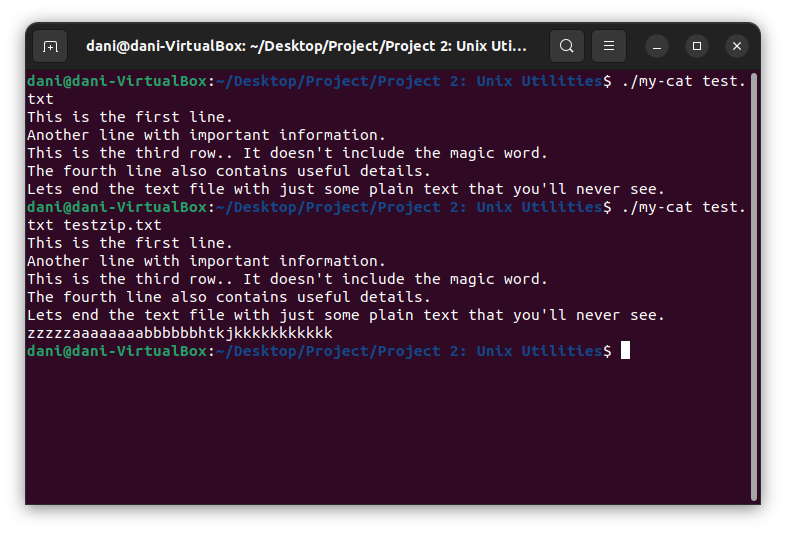 dani@dani-VirtualBox: ~/Desktop/Project/Project 2: Unix Uti...
dani@dani-VirtualBox:~/Desktop/Project/Project 2: Unix Utilities$ ./my-cat test.
txt
This is the first line.
Another line with important information.
This is the third row.. It doesn't include the magic word.
The fourth line also contains useful details.
Lets end the text file with just some plain text that you'll never see.
dani@dani-VirtualBox:~/Desktop/Project/Project 2: Unix Utilities$ ./my-cat test.
txt testzip.txt
This is the first line.
Another line with important information.
This is the third row.. It doesn't include the magic word.
The fourth line also contains useful details.
Lets end the text file with just some plain text that you'll never see.
zzzzzaaaaaaaabbbbbbhtkjkkkkkkkkkkk
dani@dani-VirtualBox:~/Desktop/Project/Project 2: Unix Utilities$